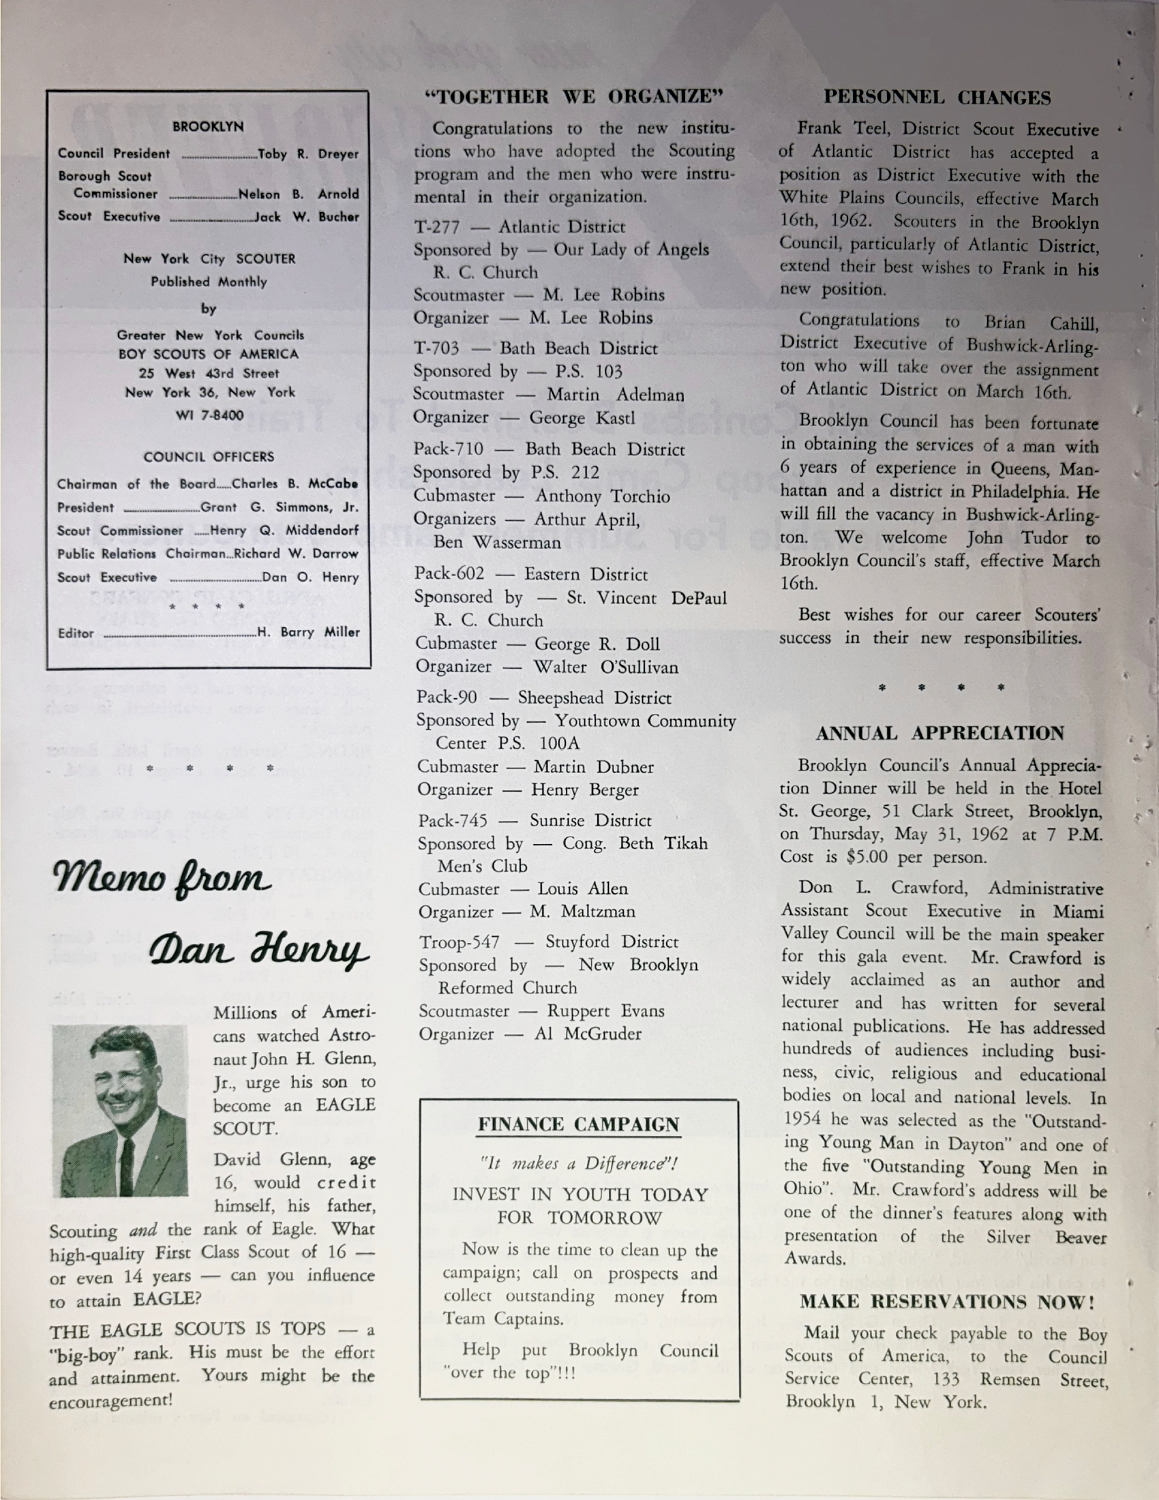 BROOKLYN
Council President ..........Toby R. Dreyer
Borough Scout
Commissioner ..........Nelson B. Arnold
Scout Executive ..........Jack W. Bucher
New York City SCOUTER
Published Monthly
by
Greater New York Councils
BOY SCOUTS OF AMERICA
25 West 43rd Street
New York 36, New York
WI 7-8400
COUNCIL OFFICERS
Chairman of the Board.....Charles B. McCabe
President ..........Grant G. Simmons, Jr.
Scout Commissioner .....Henry Q. Middendorf
Public Relations Chairman...Richard W. Darrow
Scout Executive ..........Dan O. Henry
* * * *
Editor ..........H. Barry Miller
* * * *
Memo from
Dan Henry
Millions of Ameri-
cans watched Astro-
naut John H. Glenn,
Jr., urge his son to
become an EAGLE
SCOUT.
David Glenn, age
16, would credit
himself, his father,
Scouting and the rank of Eagle. What
high-quality First Class Scout of 16 —
or even 14 years — can you influence
to attain EAGLE?
THE EAGLE SCOUTS IS TOPS — a
"big-boy" rank. His must be the effort
and attainment. Yours might be the
encouragement!
"TOGETHER WE ORGANIZE"
Congratulations to the new institu-
tions who have adopted the Scouting
program and the men who were instru-
mental in their organization.
T-277 — Atlantic District
Sponsored by — Our Lady of Angels
R. C. Church
Scoutmaster — M. Lee Robins
Organizer — M. Lee Robins
T-703 — Bath Beach District
Sponsored by — P.S. 103
Scoutmaster — Martin Adelman
Organizer — George Kastl
Pack-710 — Bath Beach District
Sponsored by P.S. 212
Cubmaster — Anthony Torchio
Organizers — Arthur April,
Ben Wasserman
Pack-602 — Eastern District
Sponsored by — St. Vincent DePaul
R. C. Church
Cubmaster — George R. Doll
Organizer — Walter O'Sullivan
Pack-90 — Sheepshead District
Sponsored by — Youthtown Community
Center P.S. 100A
Cubmaster — Martin Dubner
Organizer — Henry Berger
Pack-745 — Sunrise District
Sponsored by — Cong. Beth Tikah
Men's Club
Cubmaster — Louis Allen
Organizer — M. Maltzman
Troop-547 — Stuyford District
Sponsored by — New Brooklyn
Reformed Church
Scoutmaster — Ruppert Evans
Organizer — Al McGruder
FINANCE CAMPAIGN
"It makes a Difference"!
INVEST IN YOUTH TODAY
FOR TOMORROW
Now is the time to clean up the
campaign; call on prospects and
collect outstanding money from
Team Captains.
Help put Brooklyn Council
"over the top"!!!
PERSONNEL CHANGES
Frank Teel, District Scout Executive
of Atlantic District has accepted a
position as District Executive with the
White Plains Councils, effective March
16th, 1962. Scouters in the Brooklyn
Council, particularly of Atlantic District,
extend their best wishes to Frank in his
new position.
Congratulations to Brian Cahill,
District Executive of Bushwick-Arling-
ton who will take over the assignment
of Atlantic District on March 16th.
Brooklyn Council has been fortunate
in obtaining the services of a man with
6 years of experience in Queens, Man-
hattan and a district in Philadelphia. He
will fill the vacancy in Bushwick-Arling-
ton. We welcome John Tudor to
Brooklyn Council's staff, effective March
16th.
Best wishes for our career Scouters'
success in their new responsibilities.
* * * *
ANNUAL APPRECIATION
Brooklyn Council's Annual Apprecia-
tion Dinner will be held in the Hotel
St. George, 51 Clark Street, Brooklyn,
on Thursday, May 31, 1962 at 7 P.M.
Cost is $5.00 per person.
Don L. Crawford, Administrative
Assistant Scout Executive in Miami
Valley Council will be the main speaker
for this gala event. Mr. Crawford is
widely acclaimed as an author and
lecturer and has written for several
national publications. He has addressed
hundreds of audiences including busi-
ness, civic, religious and educational
bodies on local and national levels. In
1954 he was selected as the "Outstand-
ing Young Man in Dayton" and one of
the five "Outstanding Young Men in
Ohio". Mr. Crawford's address will be
one of the dinner's features along with
presentation of the Silver Beaver
Awards.
MAKE RESERVATIONS NOW!
Mail your check payable to the Boy
Scouts of America, to the Council
Service Center, 133 Remsen Street,
Brooklyn 1, New York.